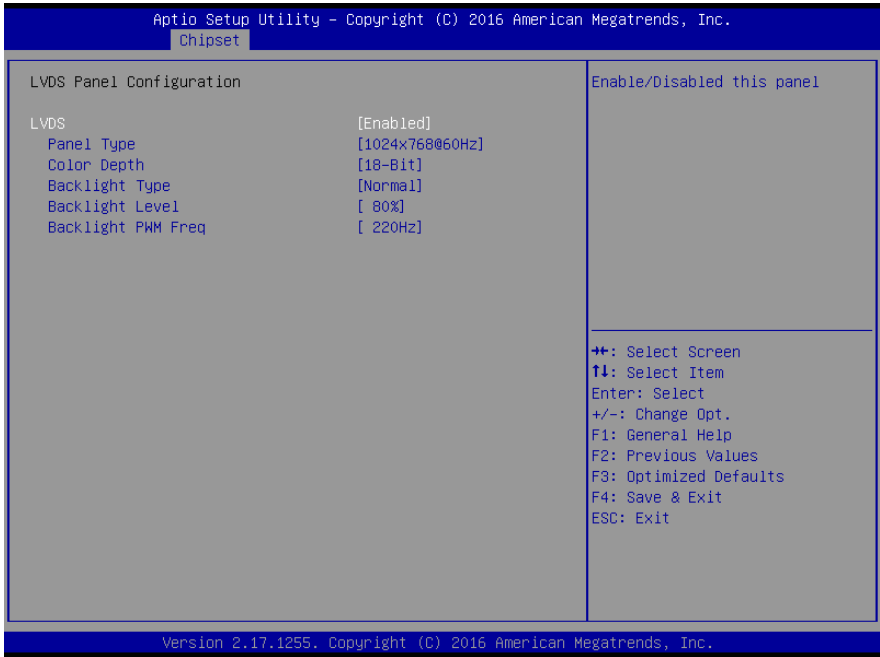 Aptio Setup Utility – Copyright (C) 2016 American Megatrends, Inc.
Chipset
LVDS Panel Configuration
LVDS [Enabled]
Panel Type [1024x768@60Hz]
Color Depth [18-Bit]
Backlight Type [Normal]
Backlight Level [ 80%]
Backlight PWM Freq [ 220Hz]
Enable/Disabled this panel
→←: Select Screen
↑↓: Select Item
Enter: Select
+/-: Change Opt.
F1: General Help
F2: Previous Values
F3: Optimized Defaults
F4: Save & Exit
ESC: Exit
Version 2.17.1255. Copyright (C) 2016 American Megatrends, Inc.